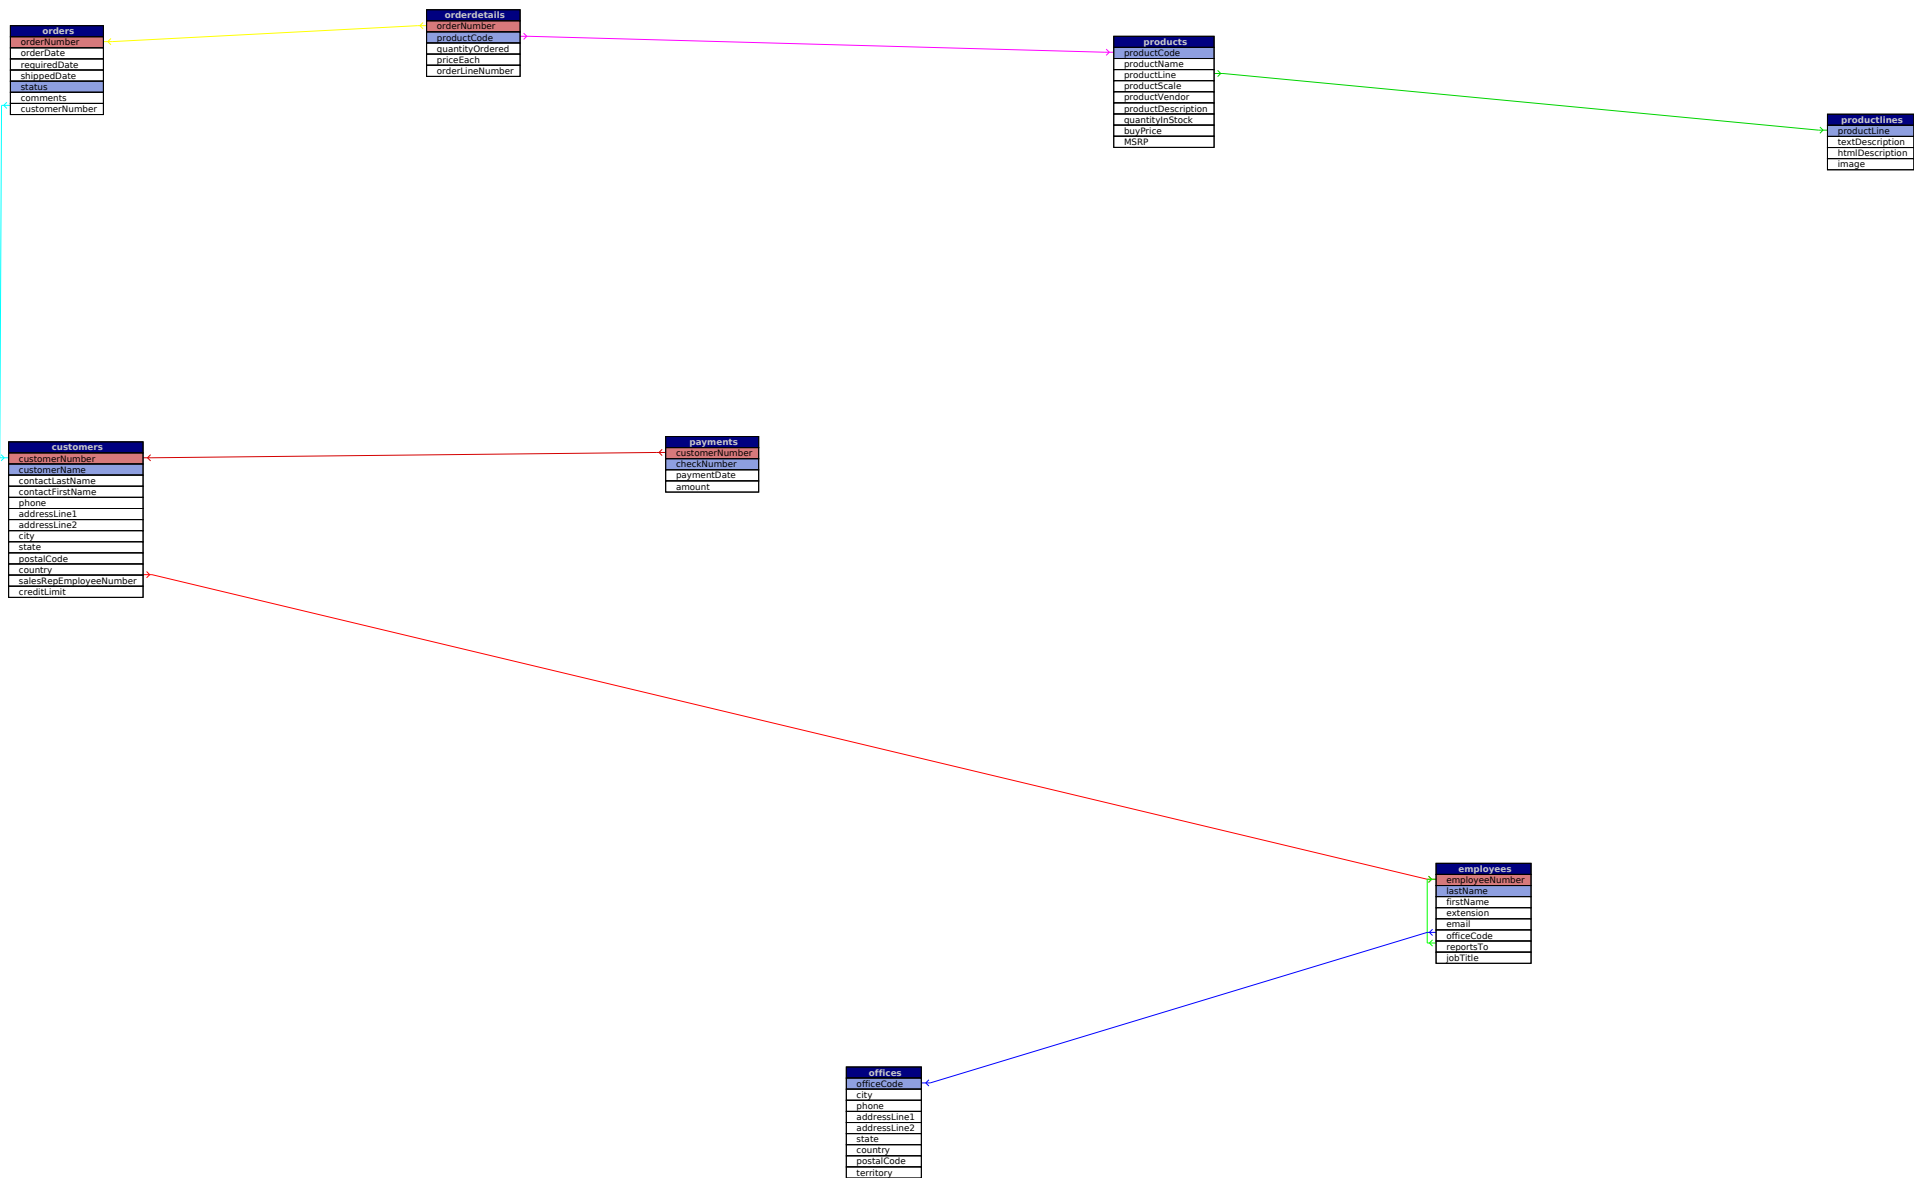 orders
orderNumber
orderDate
requiredDate
shippedDate
status
comments
customerNumber
orderdetails
orderNumber
productCode
quantityOrdered
priceEach
orderLineNumber
products
productCode
productName
productLine
productScale
productVendor
productDescription
quantityInStock
buyPrice
MSRP
productlines
productLine
textDescription
htmlDescription
image
customers
customerNumber
customerName
contactLastName
contactFirstName
phone
addressLine1
addressLine2
city
state
postalCode
country
salesRepEmployeeNumber
creditLimit
payments
customerNumber
checkNumber
paymentDate
amount
employees
employeeNumber
lastName
firstName
extension
email
officeCode
reportsTo
jobTitle
offices
officeCode
city
phone
addressLine1
addressLine2
state
country
postalCode
territory